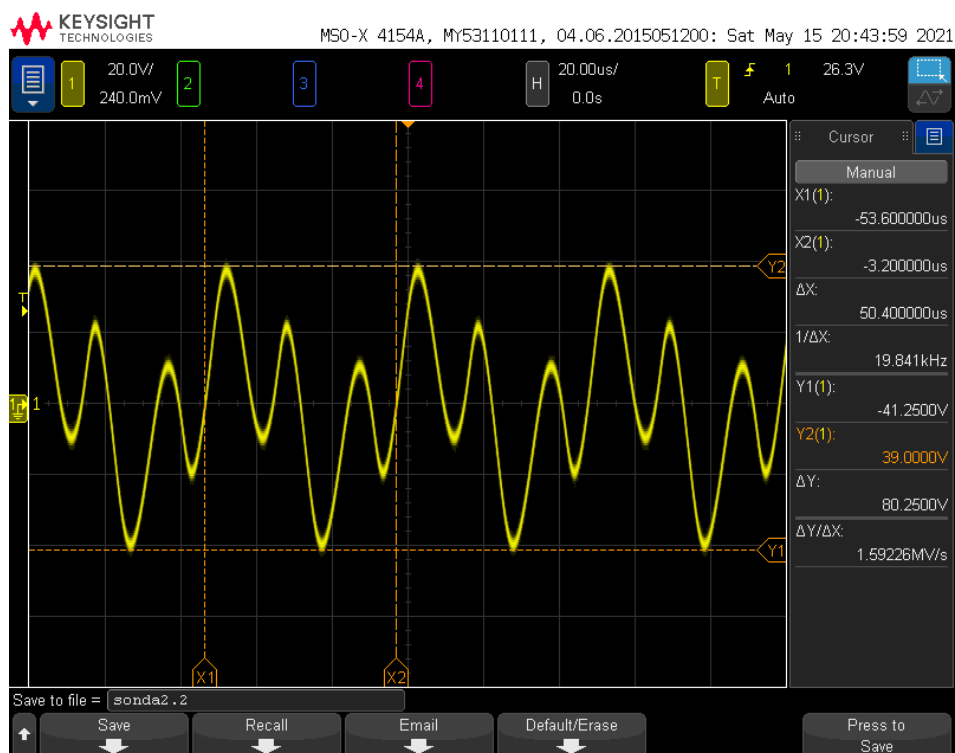 KEYSIGHT
TECHNOLOGIES
MSO-X 4154A, MY53110111, 04.06.2015051200: Sat May 15 20:43:59 2021
1 20.0V/ 2 3 4 H 20.00us/ T 1 26.3V
240.0mV 0.0s Auto
Cursor
Manual
X1(1):
-53.600000us
X2(1):
-3.200000us
ΔX:
50.400000us
1/ΔX:
19.841kHz
Y1(1):
-41.2500V
Y2(1):
39.0000V
ΔY:
80.2500V
ΔY/ΔX:
1.59226MV/s
Y2
T
1 1
Y1
X1 X2
Save to file = sonda2.2
Save Recall Email Default/Erase Press to
Save